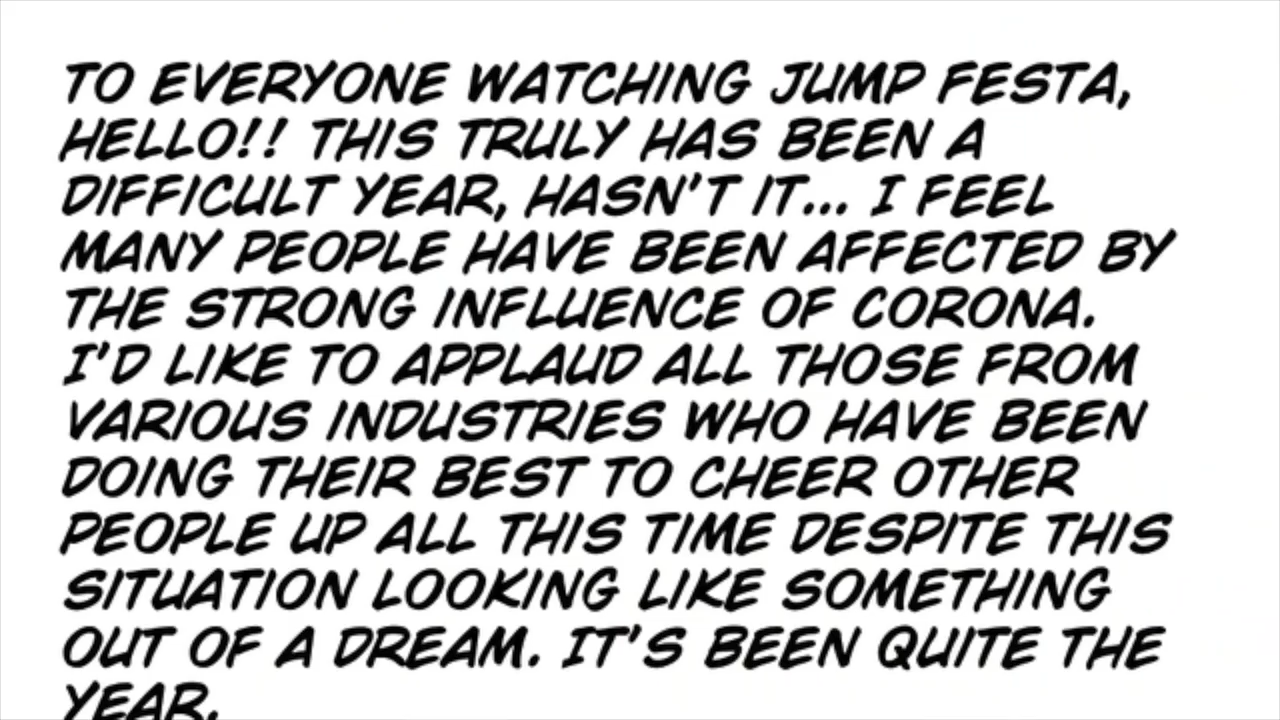 TO EVERYONE WATCHING JUMP FESTA,
HELLO!! THIS TRULY HAS BEEN A
DIFFICULT YEAR, HASN'T IT... I FEEL
MANY PEOPLE HAVE BEEN AFFECTED BY
THE STRONG INFLUENCE OF CORONA.
I'D LIKE TO APPLAUD ALL THOSE FROM
VARIOUS INDUSTRIES WHO HAVE BEEN
DOING THEIR BEST TO CHEER OTHER
PEOPLE UP ALL THIS TIME DESPITE THIS
SITUATION LOOKING LIKE SOMETHING
OUT OF A DREAM. IT'S BEEN QUITE THE
YEAR.